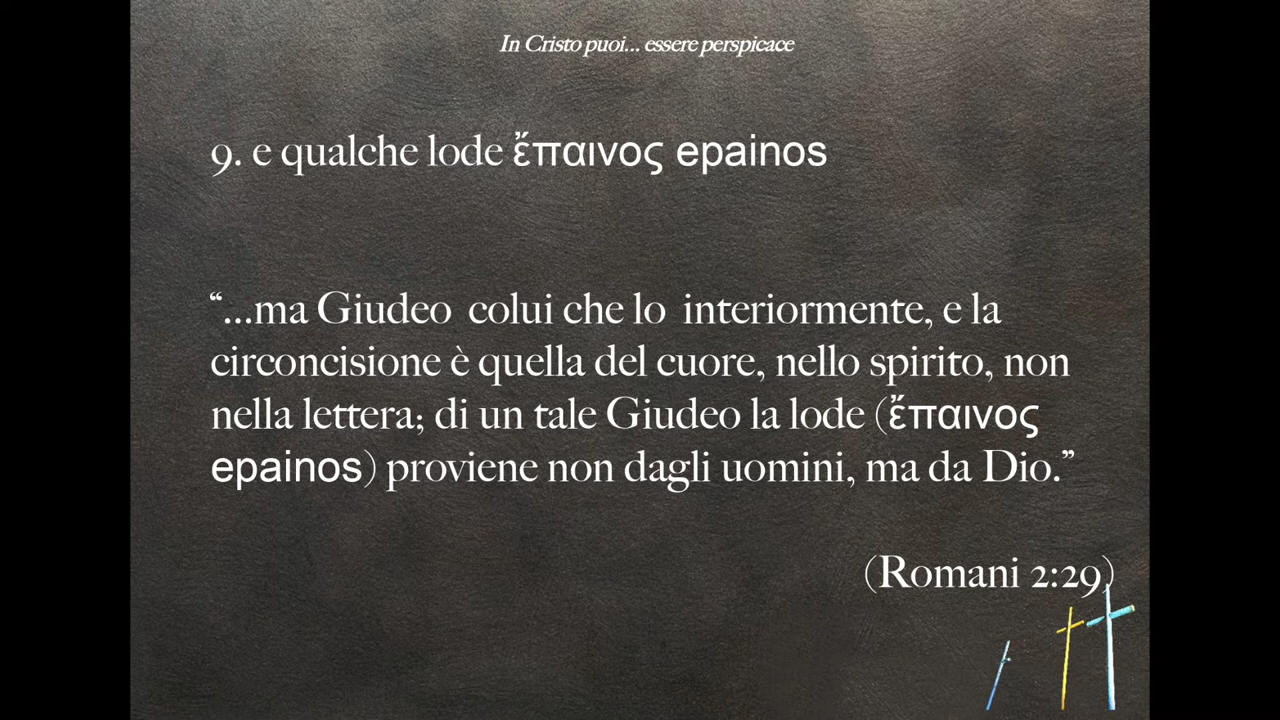 In Cristo puoi... essere perspicace
9. e qualche lode ἔπαινος epainos
“...ma Giudeo colui che lo interiormente, e la
circoncisione è quella del cuore, nello spirito, non
nella lettera; di un tale Giudeo la lode (ἔπαινος
epainos) proviene non dagli uomini, ma da Dio.”
(Romani 2:29)